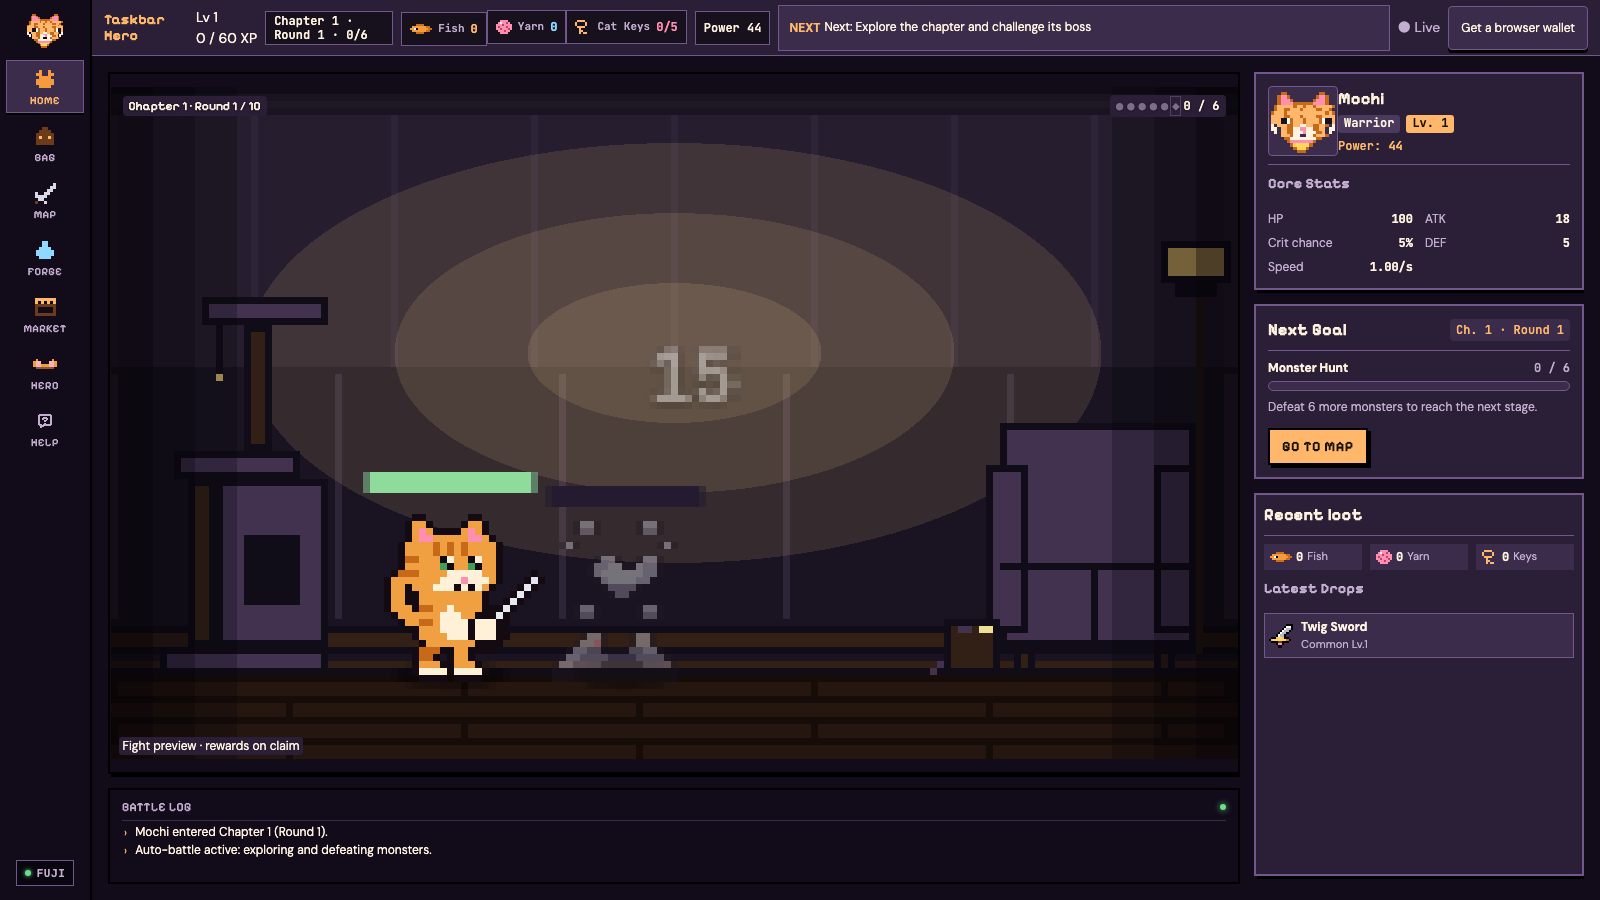 Taskbar
Hero
Lv 1
0 / 60 XP
Chapter 1 ·
Round 1 · 0/6
Fish 0
Yarn 0
Cat Keys 0/5
Power 44
NEXT Next: Explore the chapter and challenge its boss
Live
Get a browser wallet
HOME
BAG
MAP
FORGE
MARKET
HERO
HELP
FUJI
Chapter 1 · Round 1 / 10
0 / 6
15
Fight preview · rewards on claim
BATTLE LOG
› Mochi entered Chapter 1 (Round 1).
› Auto-battle active: exploring and defeating monsters.
Mochi
Warrior Lv. 1
Power: 44
Core Stats
HP 100 ATK 18
Crit chance 5% DEF 5
Speed 1.00/s
Next Goal Ch. 1 · Round 1
Monster Hunt 0 / 6
Defeat 6 more monsters to reach the next stage.
GO TO MAP
Recent loot
0 Fish 0 Yarn 0 Keys
Latest Drops
Twig Sword
Common Lv.1